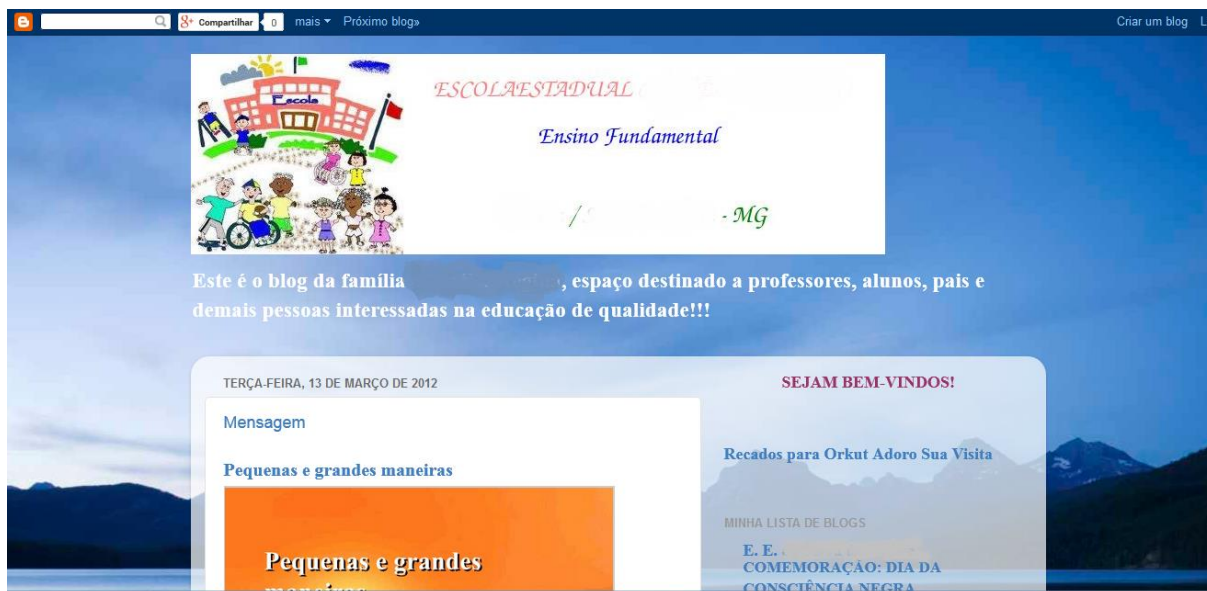 Compartilhar 0 mais Próximo blog» Criar um blog L
Escola
ESCOLAESTADUAL
Ensino Fundamental
/ - MG
Este é o blog da família , espaço destinado a professores, alunos, pais e
demais pessoas interessadas na educação de qualidade!!!
TERÇA-FEIRA, 13 DE MARÇO DE 2012
Mensagem
Pequenas e grandes maneiras
Pequenas e grandes
maneiras
SEJAM BEM-VINDOS!
Recados para Orkut Adoro Sua Visita
MINHA LISTA DE BLOGS
E. E.
COMEMORAÇÃO: DIA DA
CONSCIÊNCIA NEGRA